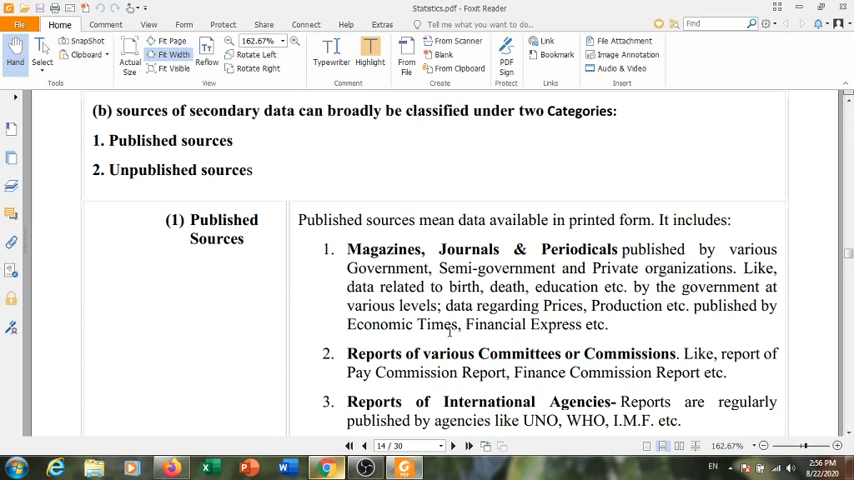 Statistics.pdf - Foxit Reader
File Home Comment View Form Protect Share Connect Help Extras Tell me what you want to do... Find
Hand
Select
SnapShot
Clipboard
Actual Size
Fit Page
Fit Width
Fit Visible
Reflow
162.67%
Rotate Left
Rotate Right
Typewriter
Highlight
From File
From Scanner
Blank
From Clipboard
PDF Sign
Link
Bookmark
File Attachment
Image Annotation
Audio & Video
Tools View Comment Create Protect Links Insert
(b) sources of secondary data can broadly be classified under two Categories:
1. Published sources
2. Unpublished sources
(1) Published
Sources
Published sources mean data available in printed form. It includes:
1. Magazines, Journals & Periodicals published by various
Government, Semi-government and Private organizations. Like,
data related to birth, death, education etc. by the government at
various levels; data regarding Prices, Production etc. published by
Economic Times, Financial Express etc.
2. Reports of various Committees or Commissions. Like, report of
Pay Commission Report, Finance Commission Report etc.
3. Reports of International Agencies- Reports are regularly
published by agencies like UNO, WHO, I.M.F. etc.
14 / 30
162.67%
EN
2:56 PM
8/22/2020